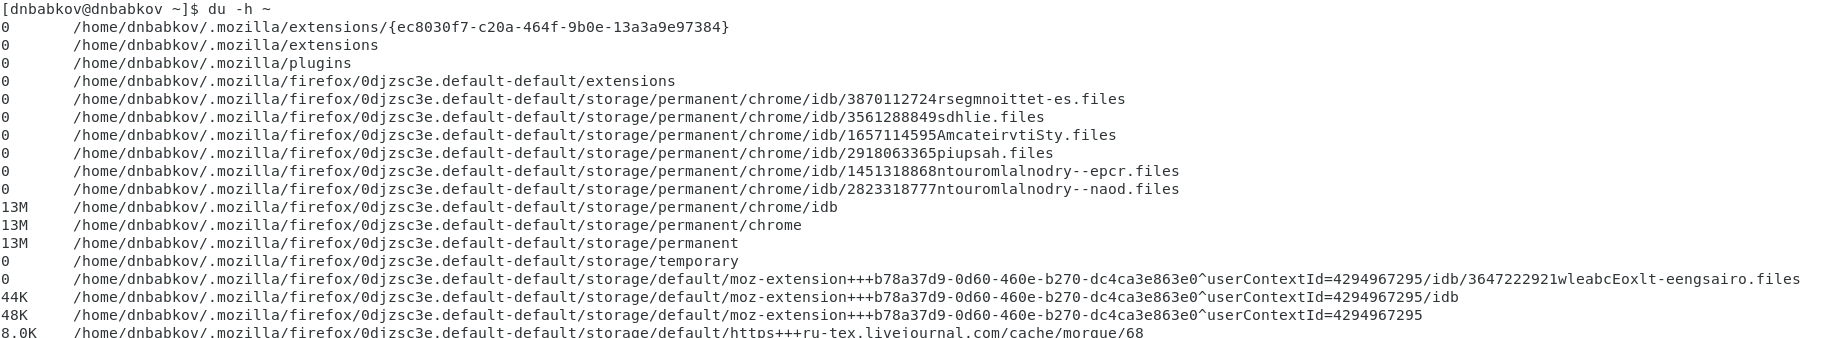 [dnbabkov@dnbabkov ~]$ du -h ~
0	/home/dnbabkov/.mozilla/extensions/{ec8030f7-c20a-464f-9b0e-13a3a9e97384}
0	/home/dnbabkov/.mozilla/extensions
0	/home/dnbabkov/.mozilla/plugins
0	/home/dnbabkov/.mozilla/firefox/0djzsc3e.default-default/extensions
0	/home/dnbabkov/.mozilla/firefox/0djzsc3e.default-default/storage/permanent/chrome/idb/3870112724rsegmnoittet-es.files
0	/home/dnbabkov/.mozilla/firefox/0djzsc3e.default-default/storage/permanent/chrome/idb/3561288849sdhlie.files
0	/home/dnbabkov/.mozilla/firefox/0djzsc3e.default-default/storage/permanent/chrome/idb/1657114595AmcateirvtiSty.files
0	/home/dnbabkov/.mozilla/firefox/0djzsc3e.default-default/storage/permanent/chrome/idb/2918063365piupsah.files
0	/home/dnbabkov/.mozilla/firefox/0djzsc3e.default-default/storage/permanent/chrome/idb/1451318868ntouromlalnodry--epcr.files
0	/home/dnbabkov/.mozilla/firefox/0djzsc3e.default-default/storage/permanent/chrome/idb/2823318777ntouromlalnodry--naod.files
13M	/home/dnbabkov/.mozilla/firefox/0djzsc3e.default-default/storage/permanent/chrome/idb
13M	/home/dnbabkov/.mozilla/firefox/0djzsc3e.default-default/storage/permanent/chrome
13M	/home/dnbabkov/.mozilla/firefox/0djzsc3e.default-default/storage/permanent
0	/home/dnbabkov/.mozilla/firefox/0djzsc3e.default-default/storage/temporary
0	/home/dnbabkov/.mozilla/firefox/0djzsc3e.default-default/storage/default/moz-extension+++b78a37d9-0d60-460e-b270-dc4ca3e863e0^userContextId=4294967295/idb/3647222921wleabcEoxlt-eengsairo.files
44K	/home/dnbabkov/.mozilla/firefox/0djzsc3e.default-default/storage/default/moz-extension+++b78a37d9-0d60-460e-b270-dc4ca3e863e0^userContextId=4294967295/idb
48K	/home/dnbabkov/.mozilla/firefox/0djzsc3e.default-default/storage/default/moz-extension+++b78a37d9-0d60-460e-b270-dc4ca3e863e0^userContextId=4294967295
8.0K	/home/dnbabkov/.mozilla/firefox/0djzsc3e.default-default/storage/default/https+++ru-tex.livejournal.com/cache/morgue/68